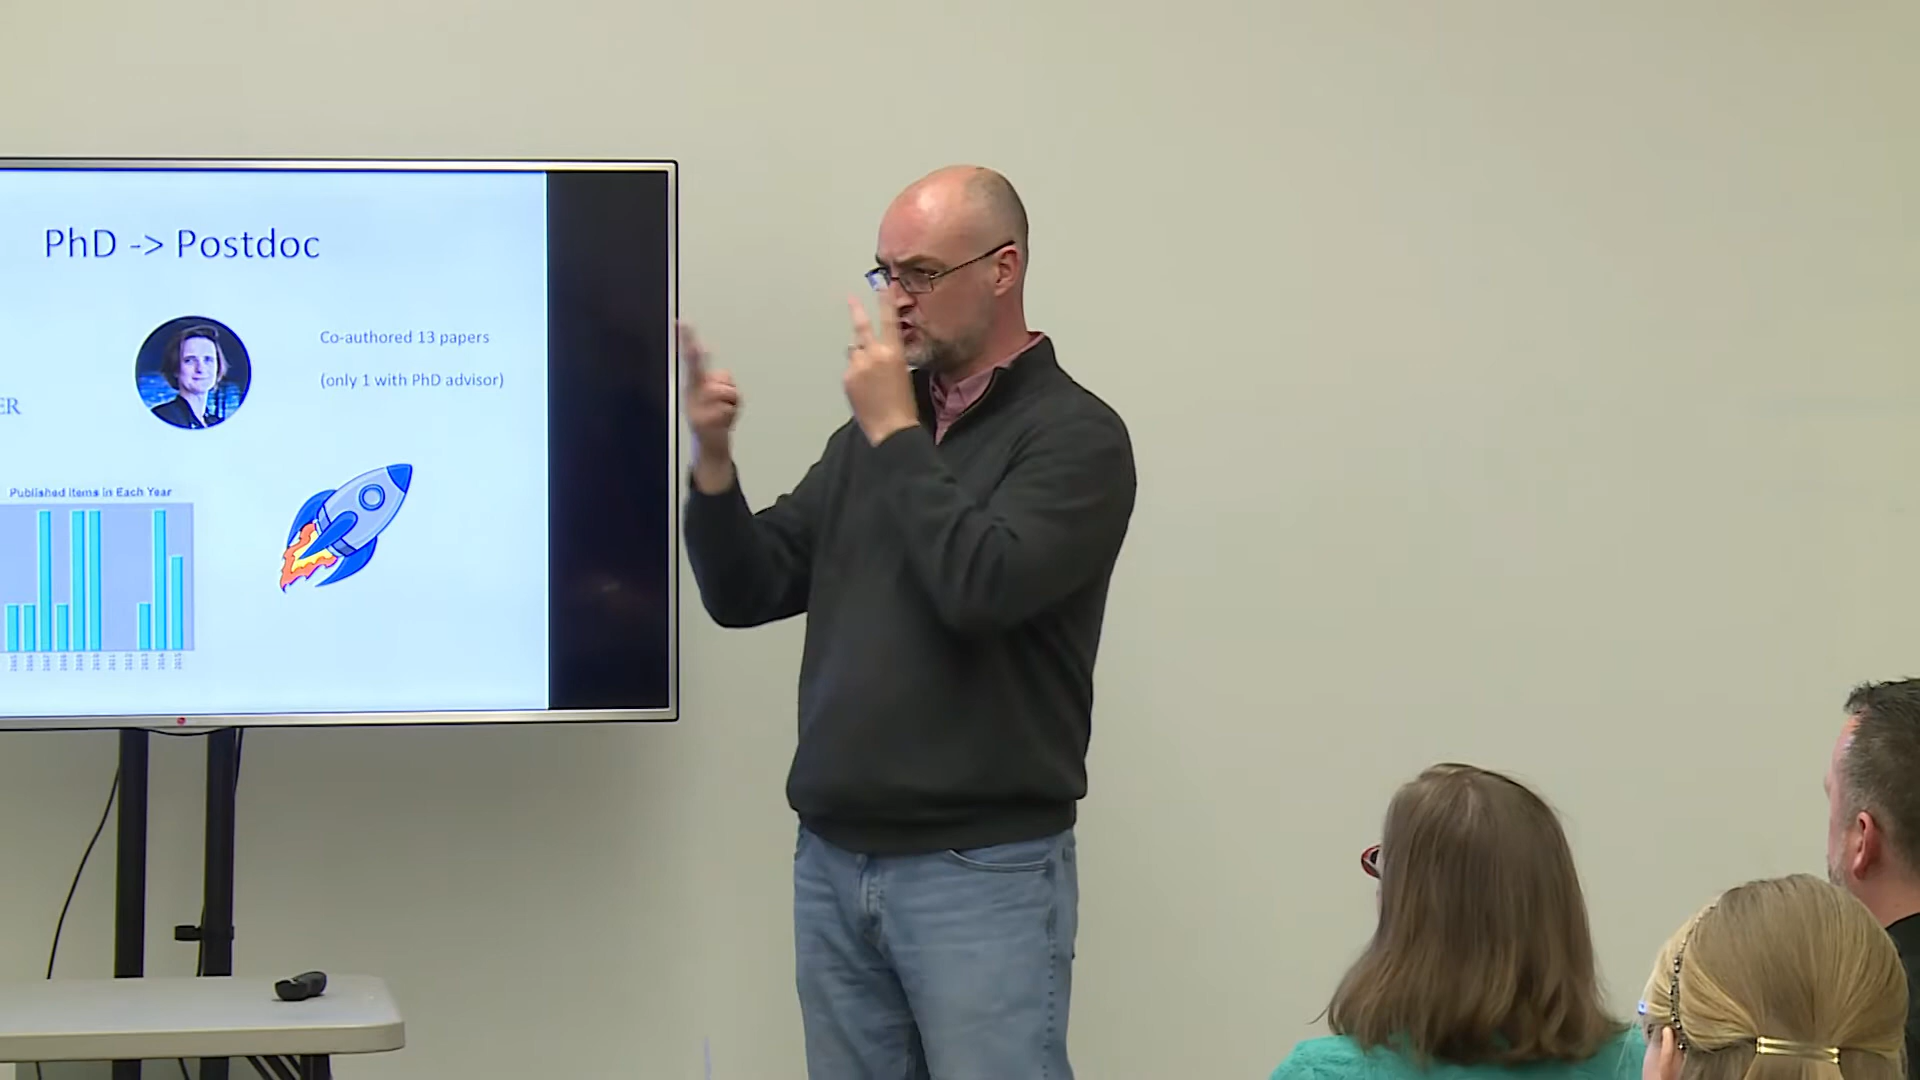 PhD -> Postdoc
Co-authored 13 papers
(only 1 with PhD advisor)
ER
Published Items in Each Year